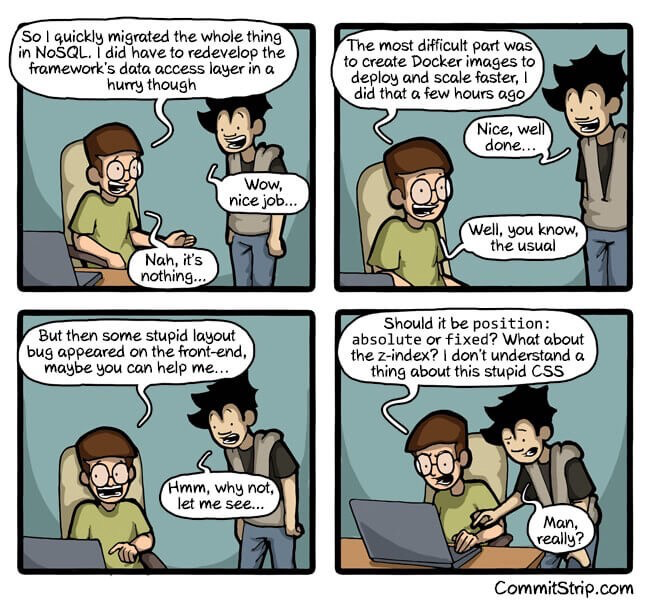 So I quickly migrated the whole thing
in NoSQL. I did have to redevelop the
framework's data access layer in a
hurry though
Wow,
nice job...
Nah, it's
nothing...
The most difficult part was
to create Docker images to
deploy and scale faster, I
did that a few hours ago
Nice, well
done...
Well, you know,
the usual
But then some stupid layout
bug appeared on the front-end,
maybe you can help me...
Hmm, why not,
let me see...
Should it be position:
absolute or fixed? What about
the z-index? I don't understand a
thing about this stupid CSS
Man,
really?
CommitStrip.com